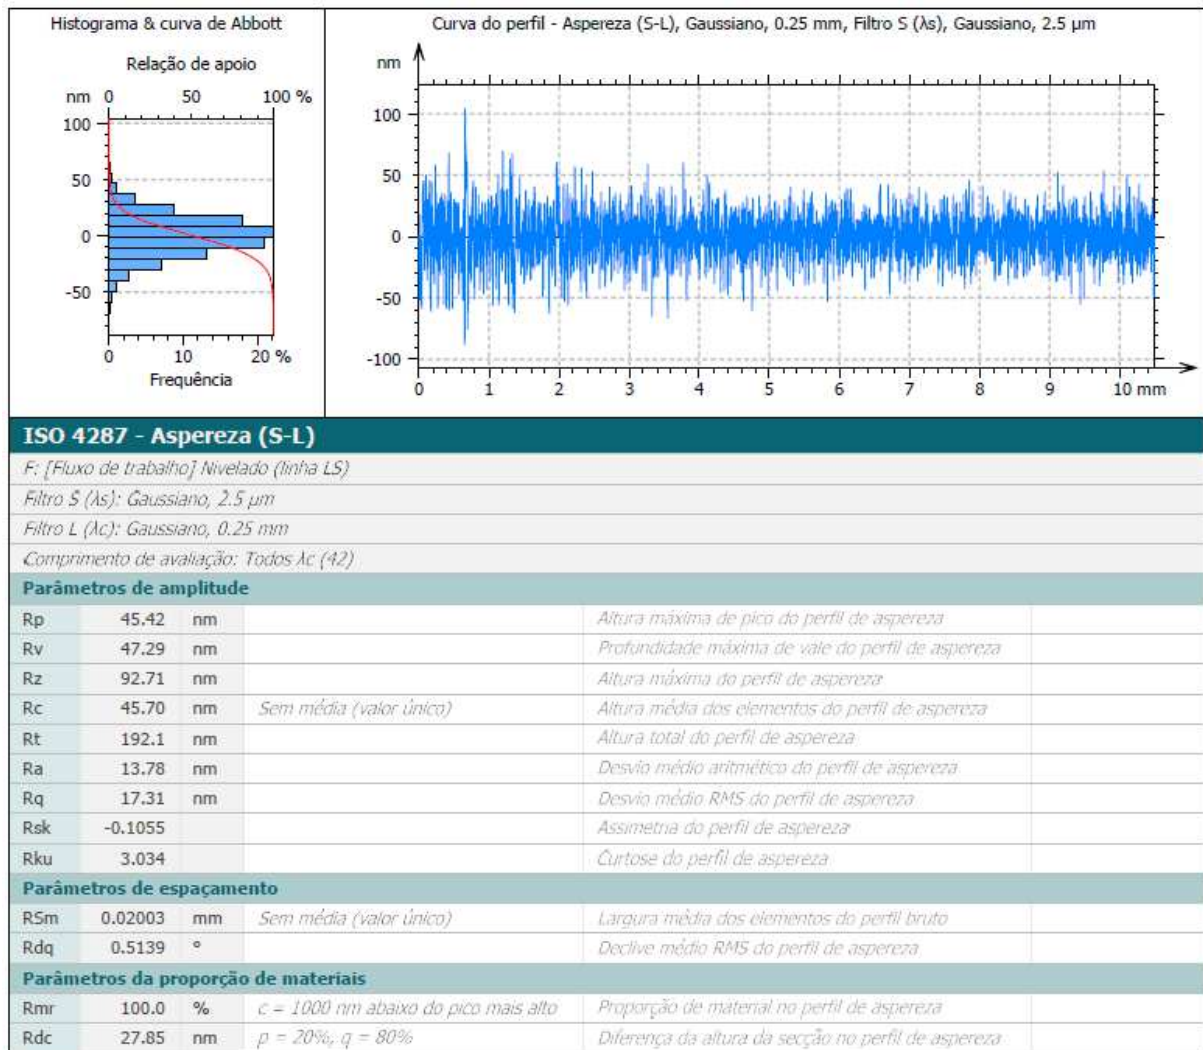 Histograma & curva de Abbott
Relação de apoio
nm 0 50 100 %
100
50
0
-50
0 10 20 %
Frequência
Curva do perfil - Aspereza (S-L), Gaussiano, 0.25 mm, Filtro S (λs), Gaussiano, 2.5 µm
nm
100
50
0
-50
-100
0 1 2 3 4 5 6 7 8 9 10 mm
ISO 4287 - Aspereza (S-L)
F: [Fluxo de trabalho] Nivelado (linha LS)
Filtro S (λs): Gaussiano, 2.5 µm
Filtro L (λc): Gaussiano, 0.25 mm
Comprimento de avaliação: Todos λc (42)
Parâmetros de amplitude
Rp 45.42 nm Altura máxima de pico do perfil de aspereza
Rv 47.29 nm Profundidade máxima de vale do perfil de aspereza
Rz 92.71 nm Altura máxima do perfil de aspereza
Rc 45.70 nm Sem média (valor único) Altura média dos elementos do perfil de aspereza
Rt 192.1 nm Altura total do perfil de aspereza
Ra 13.78 nm Desvio médio aritmético do perfil de aspereza
Rq 17.31 nm Desvio médio RMS do perfil de aspereza
Rsk -0.1055 Assimetria do perfil de aspereza
Rku 3.034 Curtose do perfil de aspereza
Parâmetros de espaçamento
RSm 0.02003 mm Sem média (valor único) Largura média dos elementos do perfil bruto
Rdq 0.5139 ° Declive médio RMS do perfil de aspereza
Parâmetros da proporção de materiais
Rmr 100.0 % c = 1000 nm abaixo do pico mais alto Proporção de material no perfil de aspereza
Rdc 27.85 nm p = 20%, q = 80% Diferença da altura da secção no perfil de aspereza